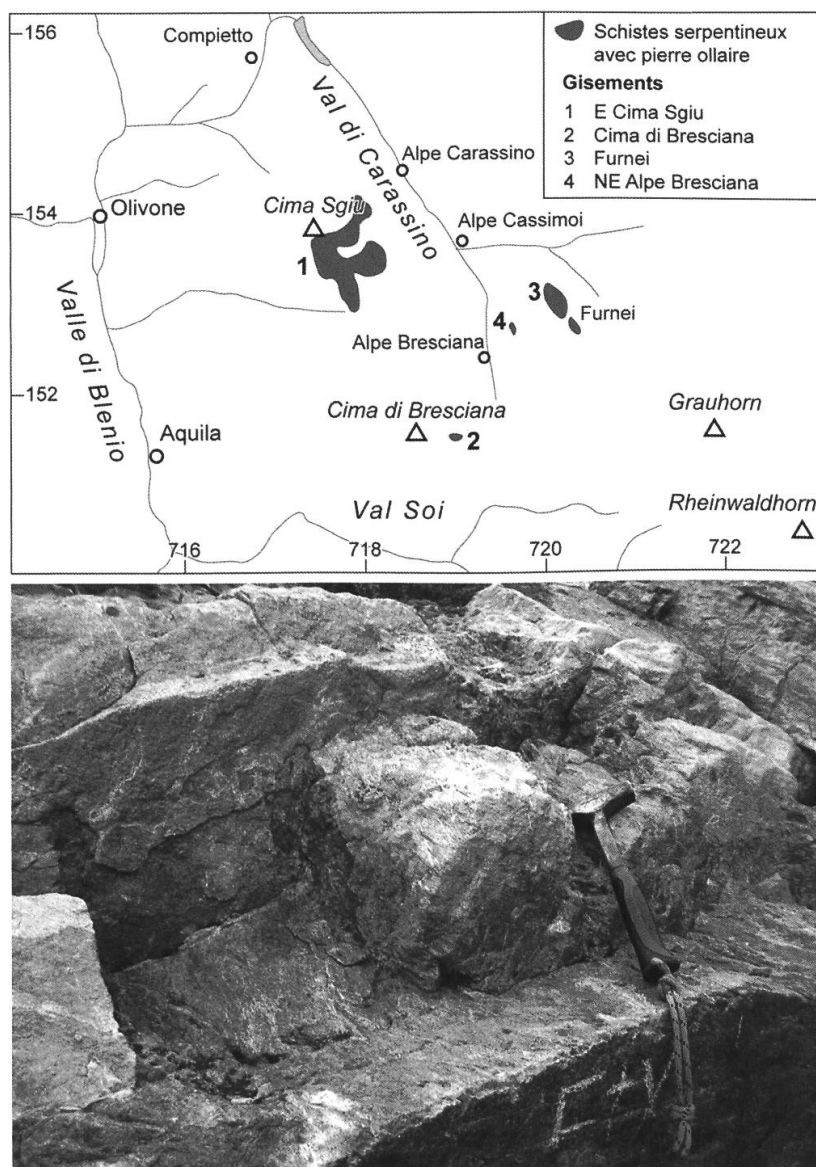 156
Compietto
Schistes serpentineux
avec pierre ollaire
Gisements
1 E Cima Sgiu
2 Cima di Bresciana
3 Furnei
4 NE Alpe Bresciana
Val di Carassino
Alpe Carassino
154
Olivone
Cima Sgiu
Alpe Cassimoi
1
3
4
Furnei
Valle di Blenio
Alpe Bresciana
152
Cima di Bresciana
Grauhorn
Aquila
2
Val Soi
Rheinwaldhorn
716
718
720
722